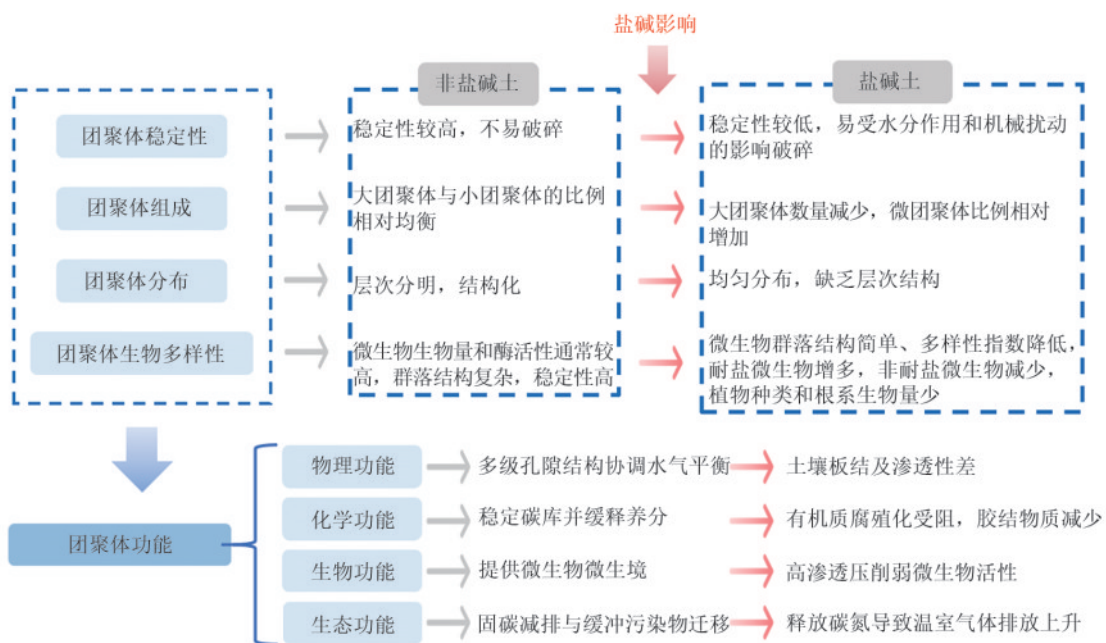 盐碱影响
非盐碱土
盐碱土
团聚体稳定性
稳定性较高，不易破碎
稳定性较低，易受水分作用和机械扰动
的影响破碎
团聚体组成
大团聚体与小团聚体的比例
相对均衡
大团聚体数量减少，微团聚体比例相对
增加
团聚体分布
层次分明，结构化
均匀分布，缺乏层次结构
团聚体生物多样性
微生物生物量和酶活性通常较
高，群落结构复杂，稳定性高
微生物群落结构简单、多样性指数降低，
耐盐微生物增多，非耐盐微生物减少，
植物种类和根系生物量少
团聚体功能
物理功能
多级孔隙结构协调水气平衡
土壤板结及渗透性差
化学功能
稳定碳库并缓释养分
有机质腐殖化受阻，胶结物质减少
生物功能
提供微生物微生境
高渗透压削弱微生物活性
生态功能
固碳减排与缓冲污染物迁移
释放碳氮导致温室气体排放上升